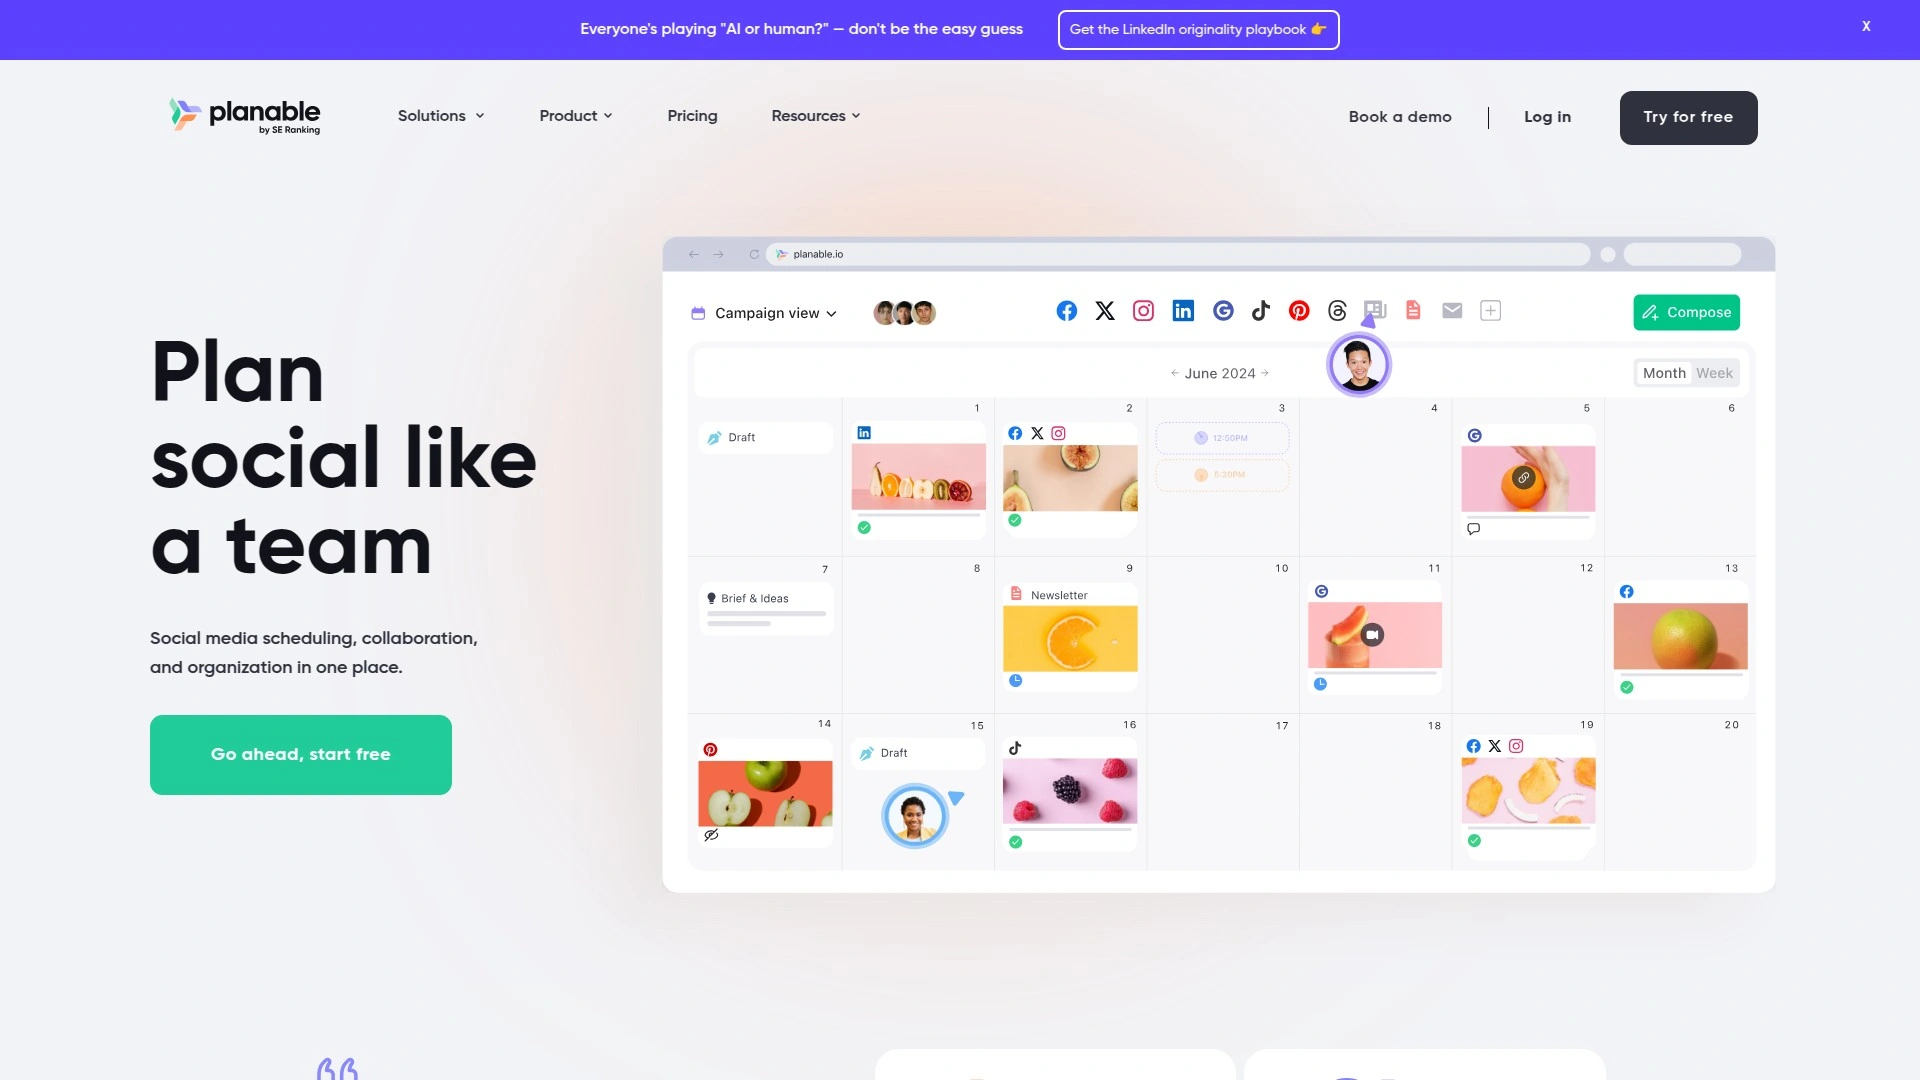 Everyone's playing "AI or human?" — don't be the easy guess
Get the LinkedIn originality playbook 👉
X
planable
by SE Ranking
Solutions
Product
Pricing
Resources
Book a demo
Log in
Try for free
Plan
social like
a team
Social media scheduling, collaboration,
and organization in one place.
Go ahead, start free
planable.io
Campaign view
Compose
← June 2024 →
Month Week
1 2 3 4 5 6
Draft
12:50PM
5:30PM
7 8 9 10 11 12 13
Brief & Ideas
Newsletter
14 15 16 17 18 19 20
Draft